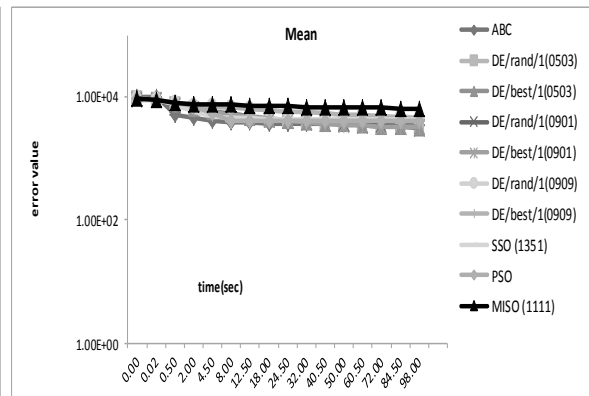 Mean
1.00E+04
1.00E+02
1.00E+00
error value
time(sec)
0.00
0.02
0.50
2.00
4.50
8.00
12.50
18.00
24.50
32.00
40.50
50.00
60.50
72.00
84.50
98.00
ABC
DE/rand/1(0503)
DE/best/1(0503)
DE/rand/1(0901)
DE/best/1(0901)
DE/rand/1(0909)
DE/best/1(0909)
SSO (1351)
PSO
MISO (1111)